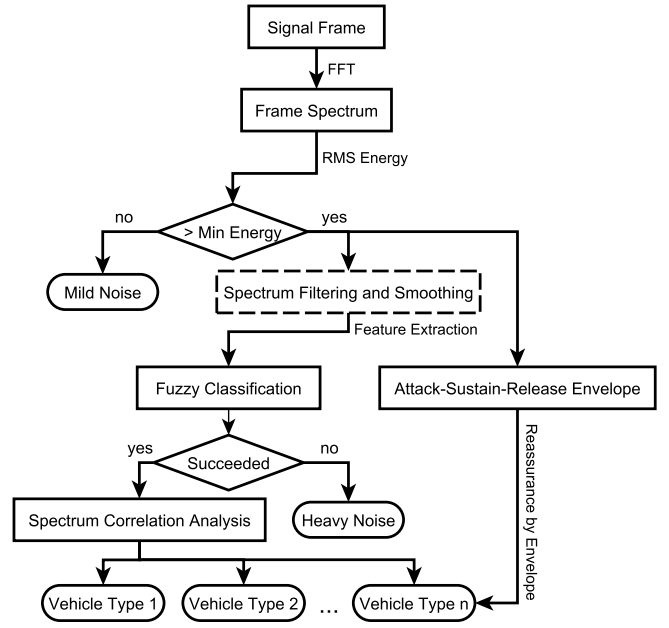 Signal Frame
FFT
Frame Spectrum
RMS Energy
no
> Min Energy
yes
Mild Noise
Spectrum Filtering and Smoothing
Feature Extraction
Fuzzy Classification
Attack-Sustain-Release Envelope
yes
Succeeded
no
Reassurance by Envelope
Spectrum Correlation Analysis
Heavy Noise
Vehicle Type 1
Vehicle Type 2
...
Vehicle Type n